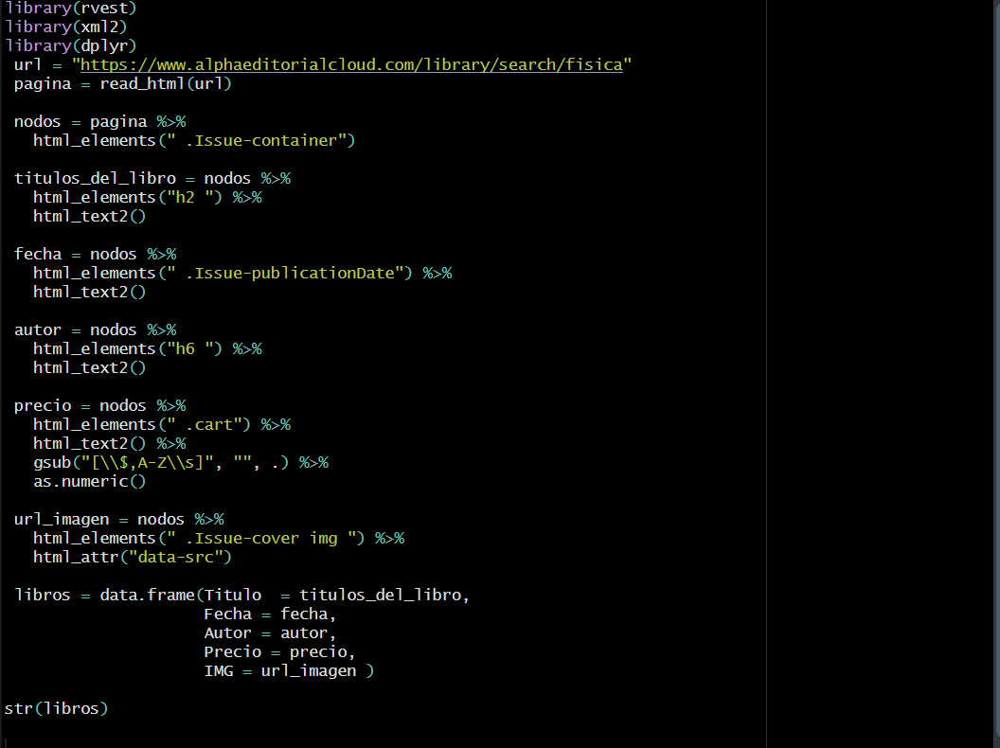 library(rvest)
library(xml2)
library(dplyr)
url = "https://www.alphaeditorialcloud.com/library/search/fisica"
pagina = read_html(url)
nodos = pagina %>%
html_elements(" .Issue-container")
titulos_del_libro = nodos %>%
html_elements("h2 ") %>%
html_text2()
fecha = nodos %>%
html_elements(" .Issue-publicationDate") %>%
html_text2()
autor = nodos %>%
html_elements("h6 ") %>%
html_text2()
precio = nodos %>%
html_elements(" .cart") %>%
html_text2() %>%
gsub("[\\$,A-Z\\s]", "", .) %>%
as.numeric()
url_imagen = nodos %>%
html_elements(" .Issue-cover img ") %>%
html_attr("data-src")
libros = data.frame(Titulo  = titulos_del_libro,
Fecha = fecha,
Autor = autor,
Precio = precio,
IMG = url_imagen )
str(libros)